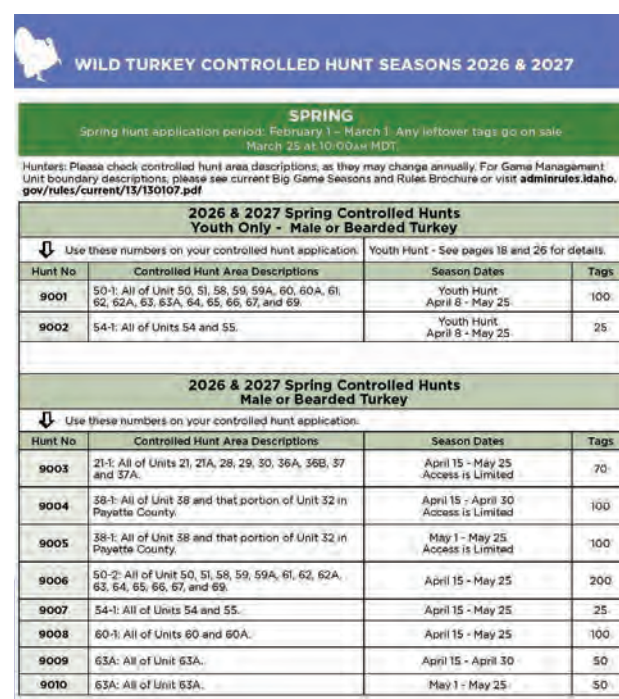 WILD TURKEY CONTROLLED HUNT SEASONS 2026 & 2027
SPRING
Spring hunt application period: February 1 – March 1. Any leftover tags go on sale
March 25 at 10:00AM MDT.
Hunters: Please check controlled hunt area descriptions, as they may change annually. For Game Management
Unit boundary descriptions, please see current Big Game Seasons and Rules Brochure or visit adminrules.idaho.
gov/rules/current/13/130107.pdf
2026 & 2027 Spring Controlled Hunts
Youth Only - Male or Bearded Turkey
Use these numbers on your controlled hunt application. Youth Hunt - See pages 18 and 26 for details.
Hunt No Controlled Hunt Area Descriptions Season Dates Tags
9001 50-1: All of Unit 50, 51, 58, 59, 59A, 60, 60A, 61,
62, 62A, 63, 63A, 64, 65, 66, 67, and 69. Youth Hunt
April 8 - May 25 100
9002 54-1: All of Units 54 and 55. Youth Hunt
April 8 - May 25 25
2026 & 2027 Spring Controlled Hunts
Male or Bearded Turkey
Use these numbers on your controlled hunt application.
Hunt No Controlled Hunt Area Descriptions Season Dates Tags
9003 21-1: All of Units 21, 21A, 28, 29, 30, 36A, 36B, 37
and 37A. April 15 - May 25
Access is Limited 70
9004 38-1: All of Unit 38 and that portion of Unit 32 in
Payette County. April 15 - April 30
Access is Limited 100
9005 38-1: All of Unit 38 and that portion of Unit 32 in
Payette County. May 1 - May 25
Access is Limited 100
9006 50-2: All of Unit 50, 51, 58, 59, 59A, 61, 62, 62A,
63, 64, 65, 66, 67, and 69. April 15 - May 25 200
9007 54-1: All of Units 54 and 55. April 15 - May 25 25
9008 60-1: All of Units 60 and 60A. April 15 - May 25 100
9009 63A: All of Unit 63A. April 15 - April 30 50
9010 63A: All of Unit 63A. May 1 - May 25 50